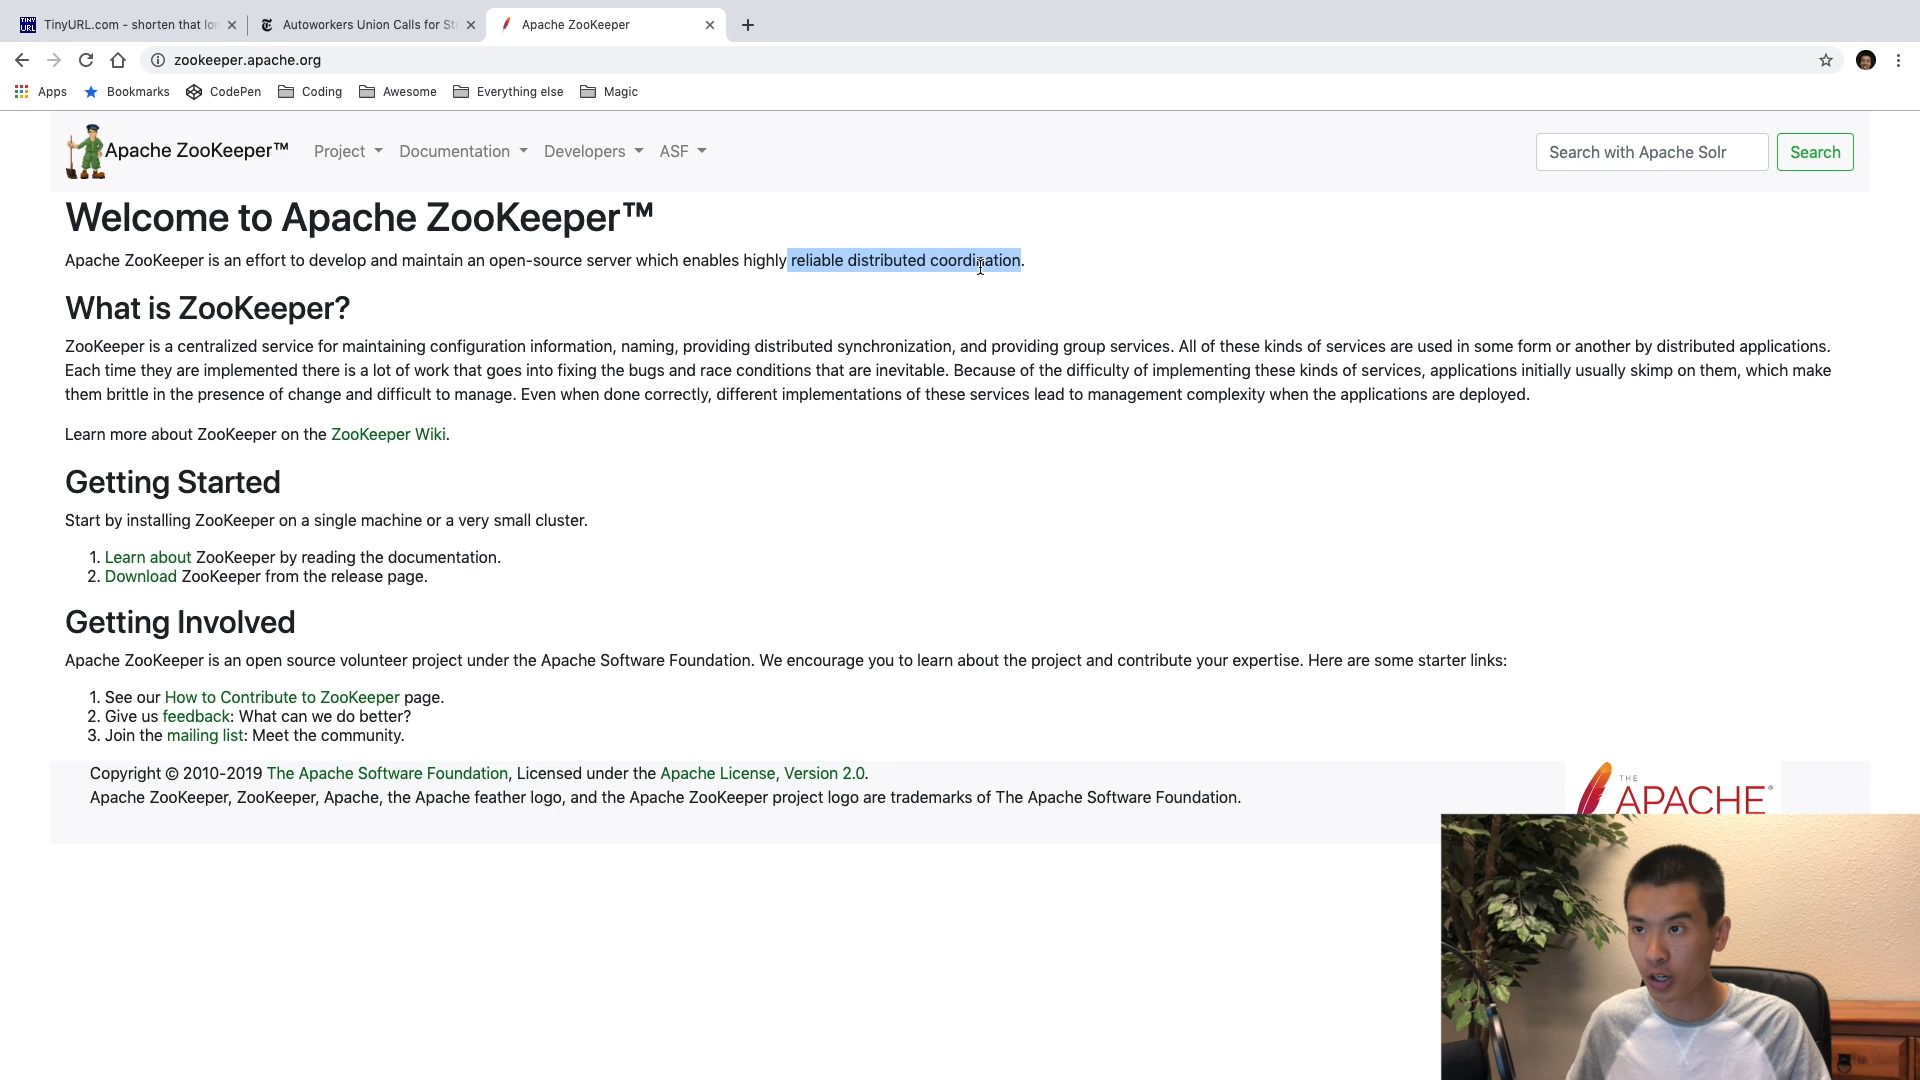 TinyURL.com - shorten that lor
Autoworkers Union Calls for Str
Apache ZooKeeper
zookeeper.apache.org
Apps
Bookmarks
CodePen
Coding
Awesome
Everything else
Magic
Apache ZooKeeper™
Project
Documentation
Developers
ASF
Search with Apache Solr
Search
Welcome to Apache ZooKeeper™
Apache ZooKeeper is an effort to develop and maintain an open-source server which enables highly reliable distributed coordination.
What is ZooKeeper?
ZooKeeper is a centralized service for maintaining configuration information, naming, providing distributed synchronization, and providing group services. All of these kinds of services are used in some form or another by distributed applications.
Each time they are implemented there is a lot of work that goes into fixing the bugs and race conditions that are inevitable. Because of the difficulty of implementing these kinds of services, applications initially usually skimp on them, which make
them brittle in the presence of change and difficult to manage. Even when done correctly, different implementations of these services lead to management complexity when the applications are deployed.
Learn more about ZooKeeper on the ZooKeeper Wiki.
Getting Started
Start by installing ZooKeeper on a single machine or a very small cluster.
1. Learn about ZooKeeper by reading the documentation.
2. Download ZooKeeper from the release page.
Getting Involved
Apache ZooKeeper is an open source volunteer project under the Apache Software Foundation. We encourage you to learn about the project and contribute your expertise. Here are some starter links:
1. See our How to Contribute to ZooKeeper page.
2. Give us feedback: What can we do better?
3. Join the mailing list: Meet the community.
Copyright © 2010-2019 The Apache Software Foundation, Licensed under the Apache License, Version 2.0.
Apache ZooKeeper, ZooKeeper, Apache, the Apache feather logo, and the Apache ZooKeeper project logo are trademarks of The Apache Software Foundation.
THE
APACHE®